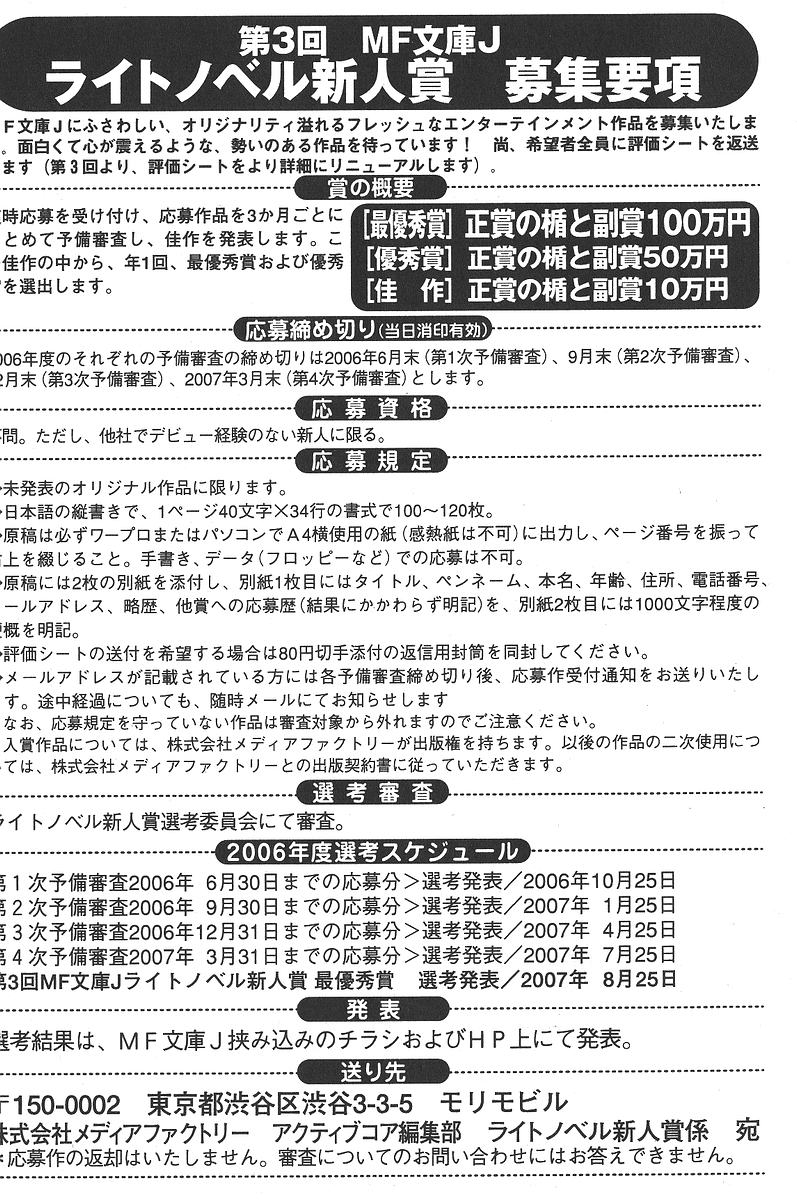 第3回　MF文庫J
ライトノベル新人賞　募集要項
F文庫Jにふさわしい、オリジナリティ溢れるフレッシュなエンターテインメント作品を募集いたしま
。面白くて心が震えるような、勢いのある作品を待っています！　尚、希望者全員に評価シートを返送
ます（第3回より、評価シートをより詳細にリニューアルします）。
賞の概要
時応募を受け付け、応募作品を3か月ごとに
とめて予備審査し、佳作を発表します。こ
佳作の中から、年1回、最優秀賞および優秀
を選出します。
［最優秀賞］正賞の楯と副賞100万円
［優秀賞］正賞の楯と副賞50万円
［佳　作］正賞の楯と副賞10万円
応募締め切り（当日消印有効）
006年度のそれぞれの予備審査の締め切りは2006年6月末（第1次予備審査）、9月末（第2次予備審査）、
2月末（第3次予備審査）、2007年3月末（第4次予備審査）とします。
応募資格
問。ただし、他社でデビュー経験のない新人に限る。
応募規定
未発表のオリジナル作品に限ります。
日本語の縦書きで、1ページ40文字×34行の書式で100～120枚。
原稿は必ずワープロまたはパソコンでA4横使用の紙（感熱紙は不可）に出力し、ページ番号を振って
上を綴じること。手書き、データ（フロッピーなど）での応募は不可。
原稿には2枚の別紙を添付し、別紙1枚目にはタイトル、ペンネーム、本名、年齢、住所、電話番号、
ールアドレス、略歴、他賞への応募歴（結果にかかわらず明記）を、別紙2枚目には1000文字程度の
概を明記。
評価シートの送付を希望する場合は80円切手添付の返信用封筒を同封してください。
メールアドレスが記載されている方には各予備審査締め切り後、応募作受付通知をお送りいたし
す。途中経過についても、随時メールにてお知らせします
なお、応募規定を守っていない作品は審査対象から外れますのでご注意ください。
入賞作品については、株式会社メディアファクトリーが出版権を持ちます。以後の作品の二次使用につ
ては、株式会社メディアファクトリーとの出版契約書に従っていただきます。
選考審査
ライトノベル新人賞選考委員会にて審査。
2006年度選考スケジュール
第1次予備審査2006年 6月30日までの応募分＞選考発表／2006年10月25日
第2次予備審査2006年 9月30日までの応募分＞選考発表／2007年 1月25日
第3次予備審査2006年12月31日までの応募分＞選考発表／2007年 4月25日
第4次予備審査2007年 3月31日までの応募分＞選考発表／2007年 7月25日
第3回MF文庫Jライトノベル新人賞 最優秀賞　選考発表／2007年 8月25日
発表
選考結果は、MF文庫J挟み込みのチラシおよびHP上にて発表。
送り先
〒150-0002　東京都渋谷区渋谷3-3-5　モリモビル
株式会社メディアファクトリー　アクティブコア編集部　ライトノベル新人賞係　宛
＊応募作の返却はいたしません。審査についてのお問い合わせにはお答えできません。